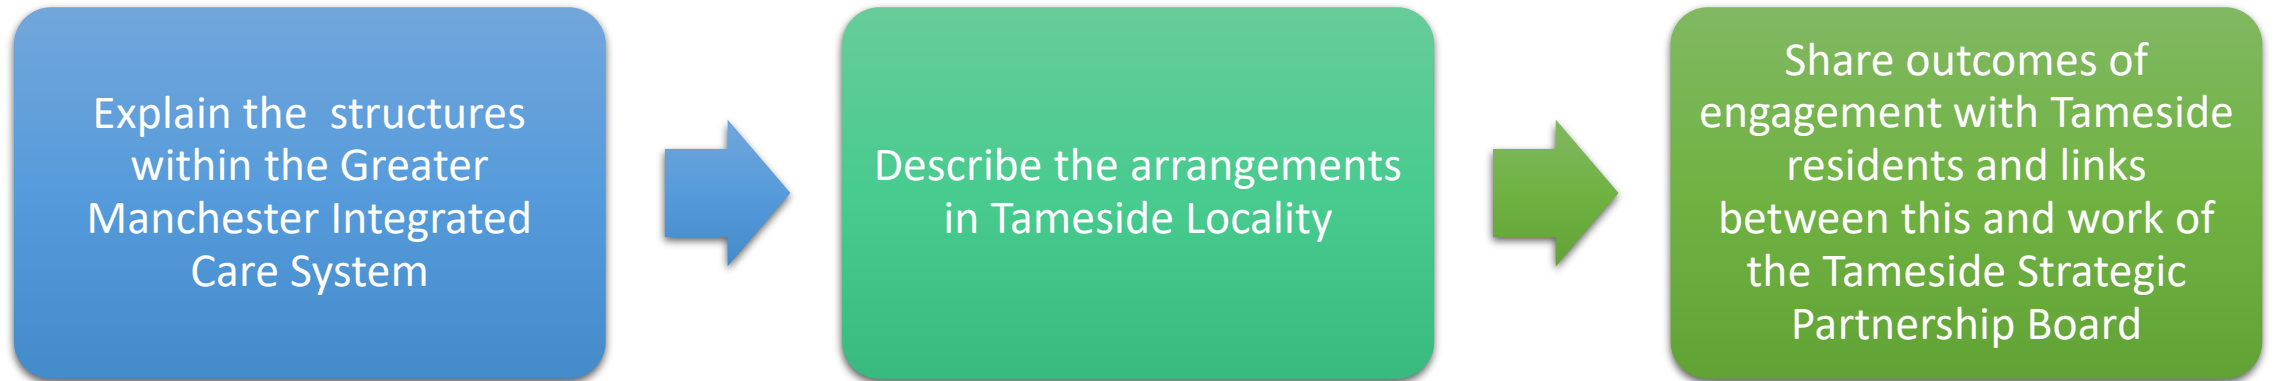 Explain the  structures
within the Greater
Manchester Integrated
Care System
Describe the arrangements
in Tameside Locality
Share outcomes of
engagement with Tameside
residents and links
between this and work of
the Tameside Strategic
Partnership Board